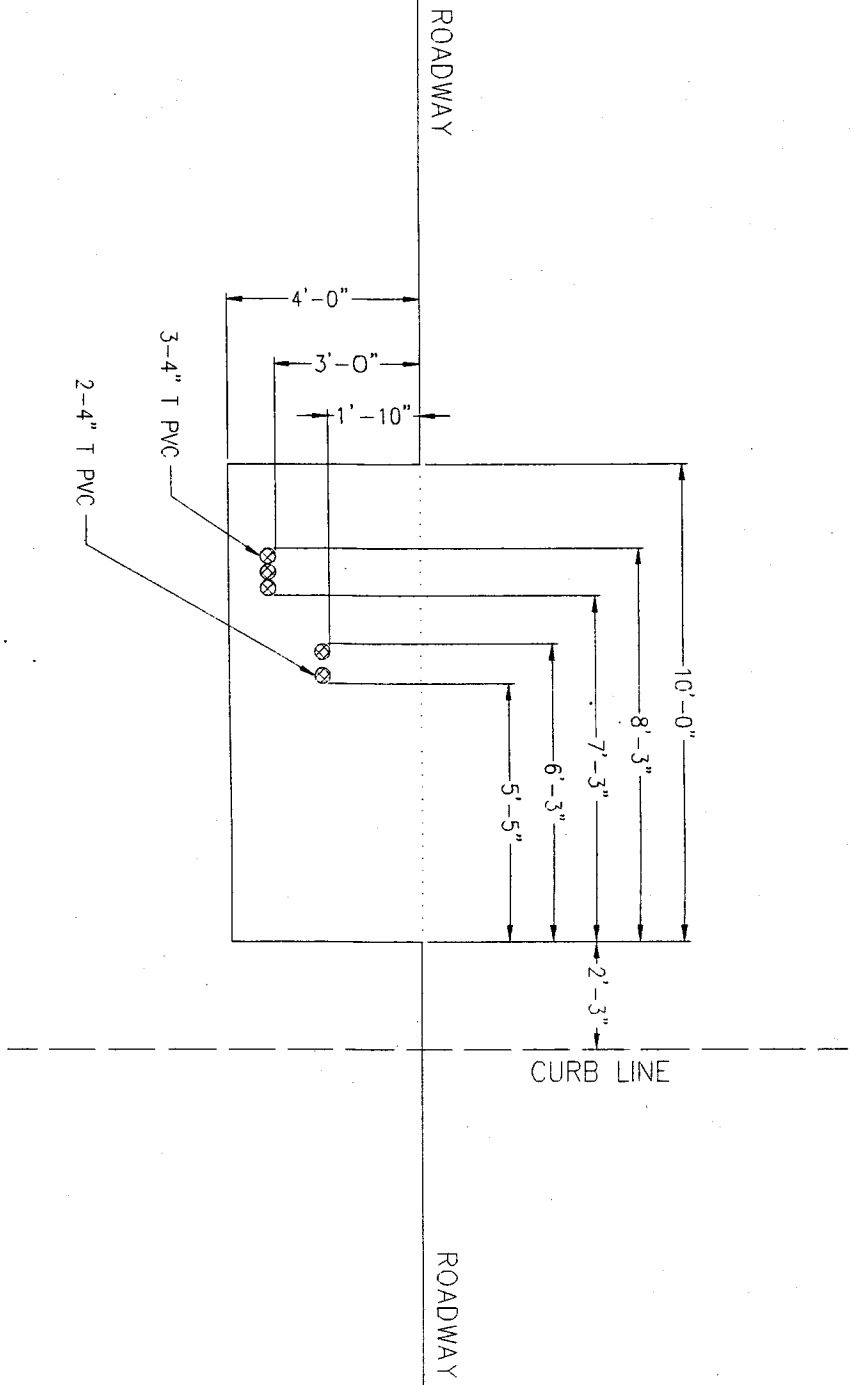 ROADWAY
4'-0"
3'-0"
1'-10"
3-4" T PVC
2-4" T PVC
10'-0"
8'-3"
7'-3"
6'-3"
5'-5"
2'-3"
CURB LINE
ROADWAY